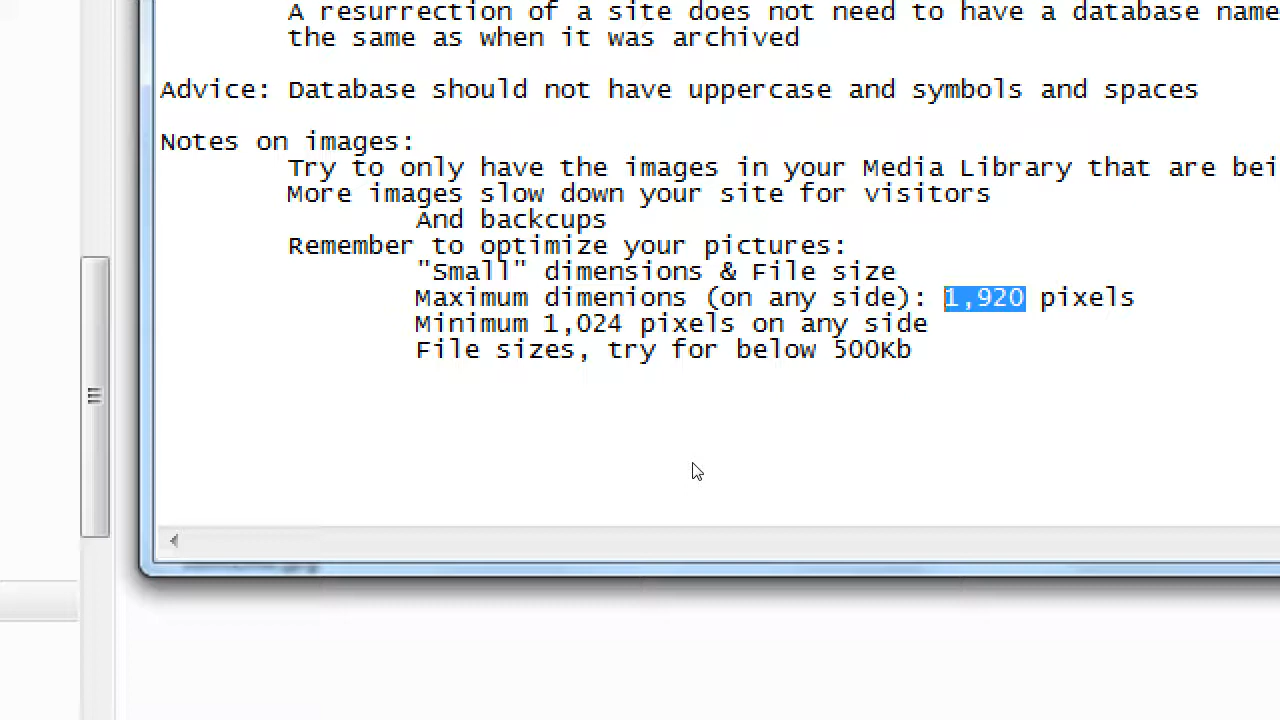 A resurrection of a site does not need to have a database name
the same as when it was archived
Advice: Database should not have uppercase and symbols and spaces
Notes on images:
Try to only have the images in your Media Library that are bei
More images slow down your site for visitors
And backcups
Remember to optimize your pictures:
"Small" dimensions & File size
Maximum dimenions (on any side): 1,920 pixels
Minimum 1,024 pixels on any side
File sizes, try for below 500Kb